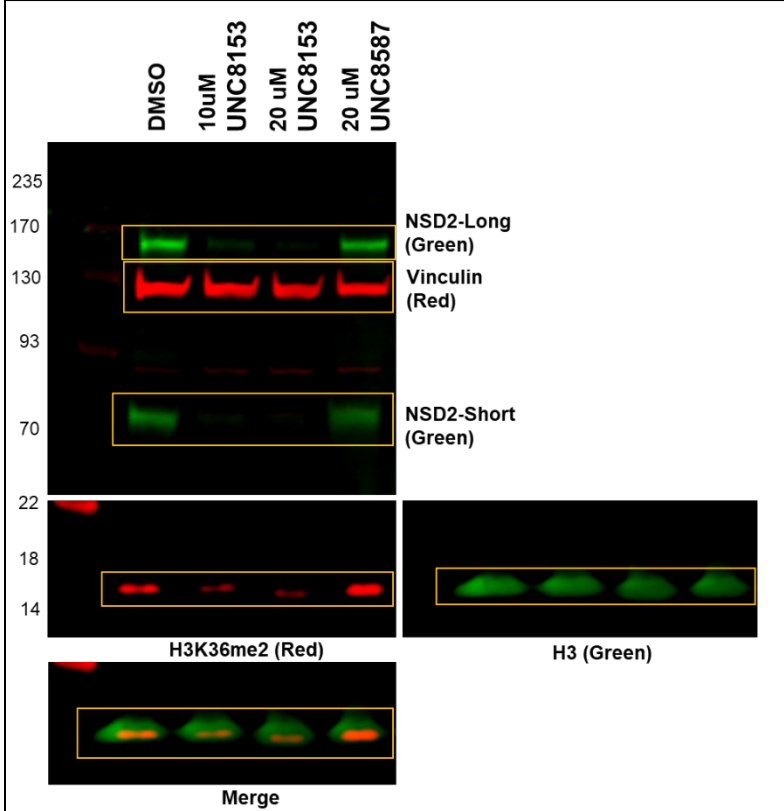 DMSO
10uM
UNC8153
20 uM
UNC8153
20 uM
UNC8587
235
170
130
93
70
NSD2-Long
(Green)
Vinculin
(Red)
NSD2-Short
(Green)
22
18
14
H3K36me2 (Red)
H3 (Green)
Merge